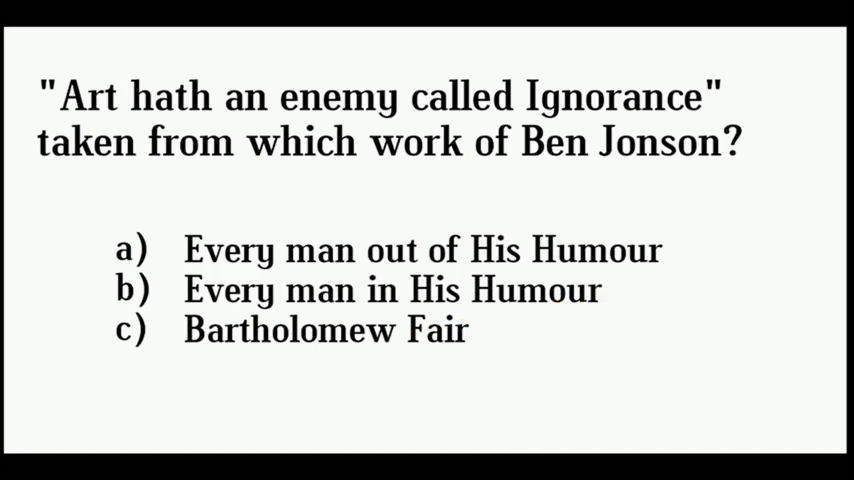 "Art hath an enemy called Ignorance"
taken from which work of Ben Jonson?
a) Every man out of His Humour
b) Every man in His Humour
c) Bartholomew Fair